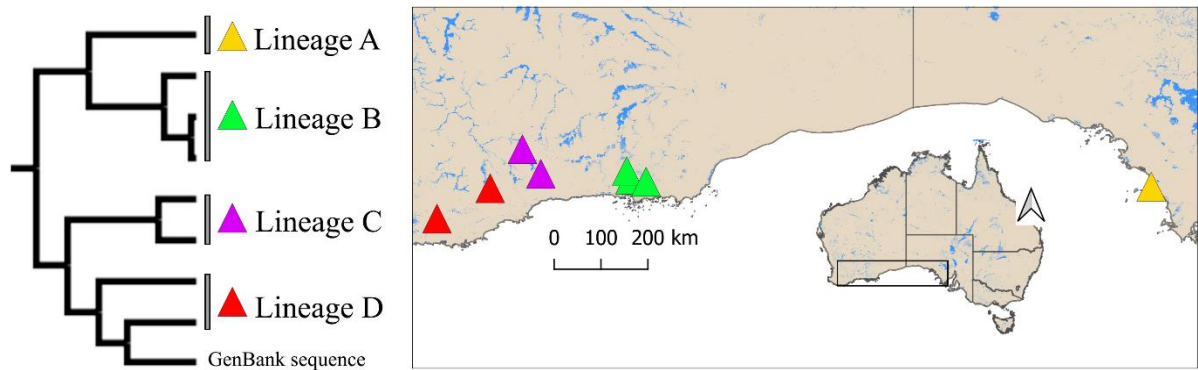 Lineage A
Lineage B
Lineage C
Lineage D
GenBank sequence
0 100 200 km